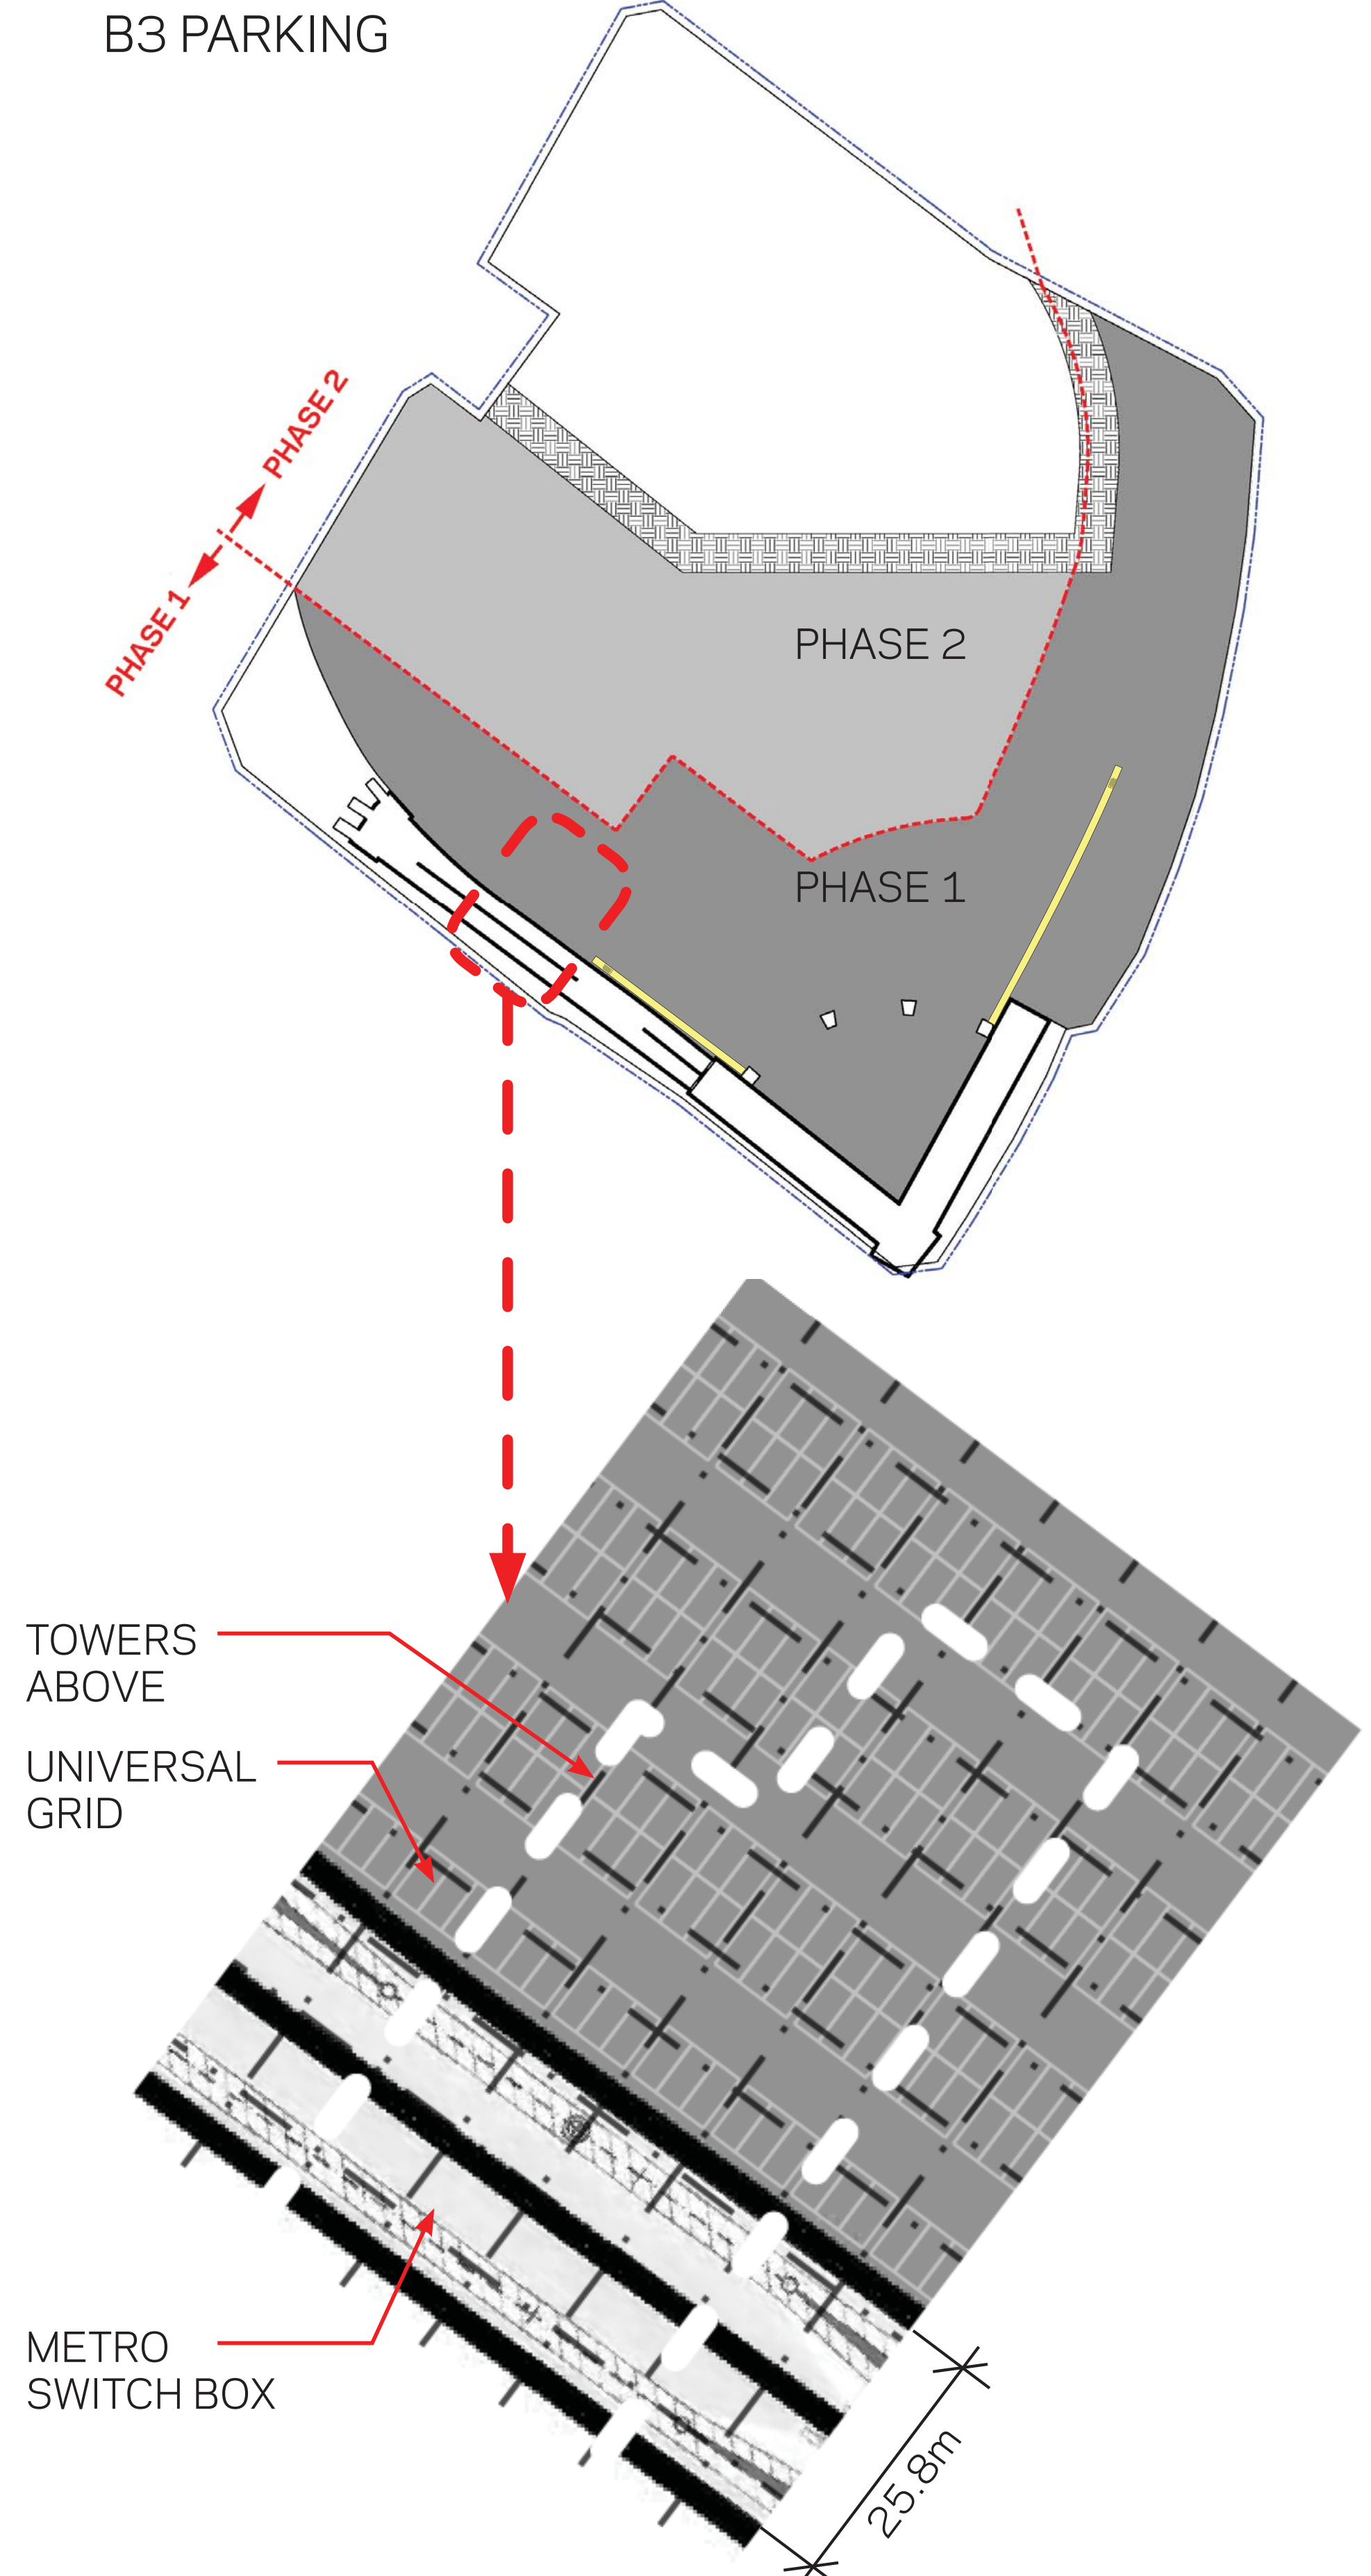 B3 PARKING
PHASE 2
PHASE 1
PHASE 2
PHASE 1
TOWERS
ABOVE
UNIVERSAL
GRID
METRO
SWITCH BOX
25.8m